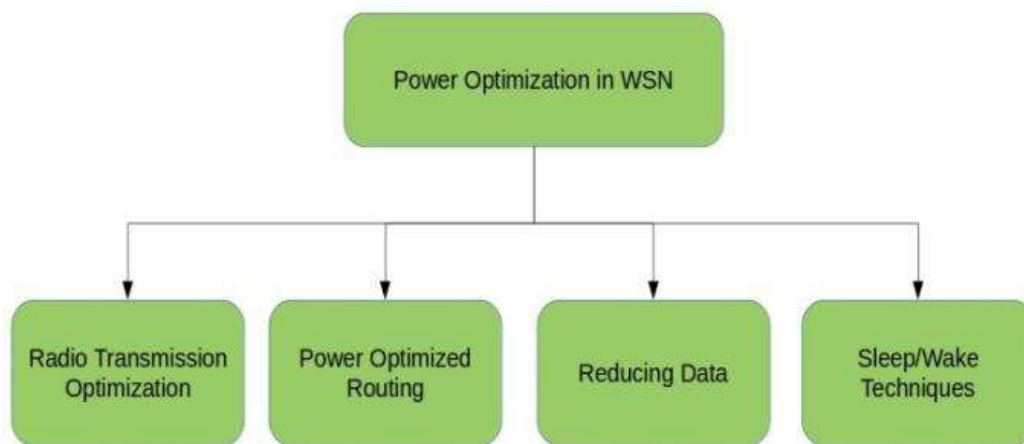 Power Optimization in WSN
Radio Transmission
Optimization
Power Optimized
Routing
Reducing Data
Sleep/Wake
Techniques